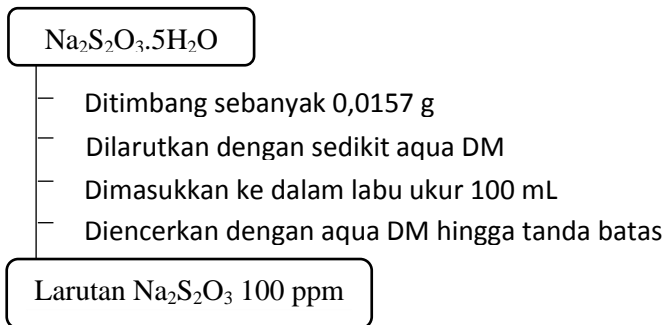 Na₂S₂O₃.5H₂O
Ditimbang sebanyak 0,0157 g
Dilarutkan dengan sedikit aqua DM
Dimasukkan ke dalam labu ukur 100 mL
Diencerkan dengan aqua DM hingga tanda batas
Larutan Na₂S₂O₃ 100 ppm